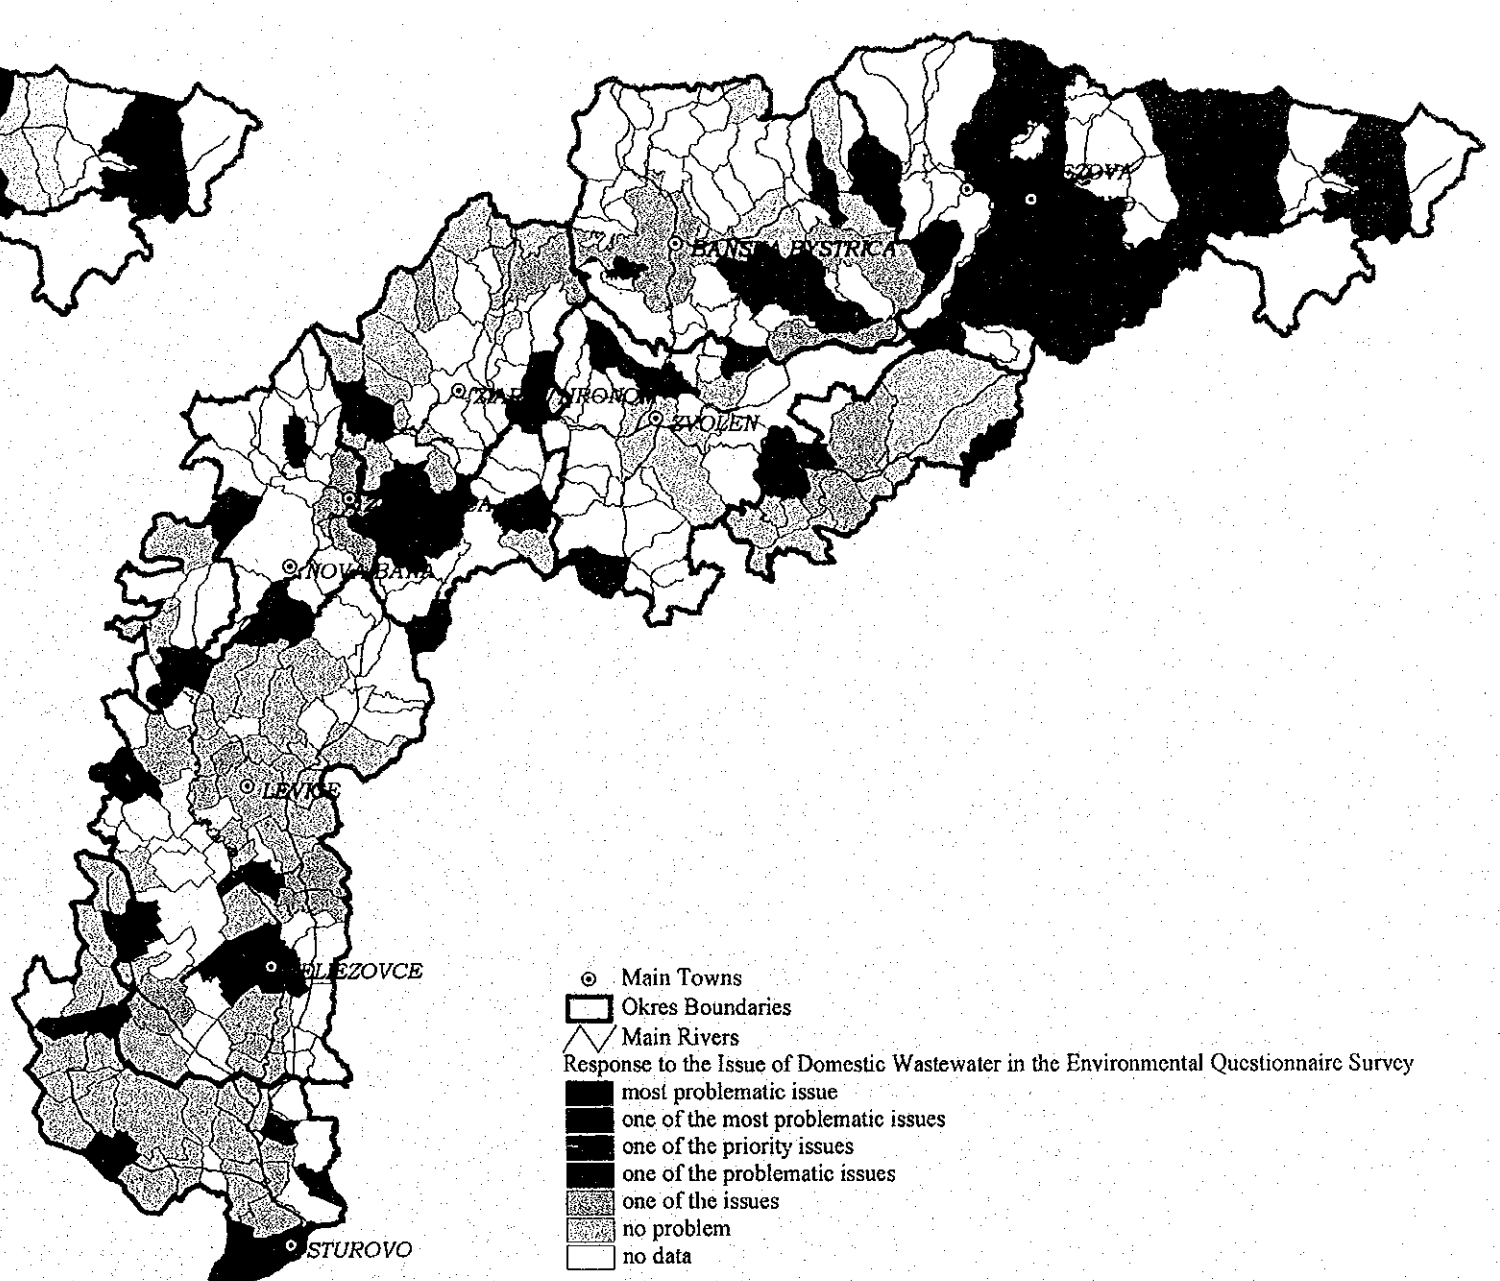 BANSKA BYSTRICA
ZVOLEN
NOVA BANA
LEVICE
STUROVO
Main Towns
Okres Boundaries
Main Rivers
Response to the Issue of Domestic Wastewater in the Environmental Questionnaire Survey
most problematic issue
one of the most problematic issues
one of the priority issues
one of the problematic issues
one of the issues
no problem
no data